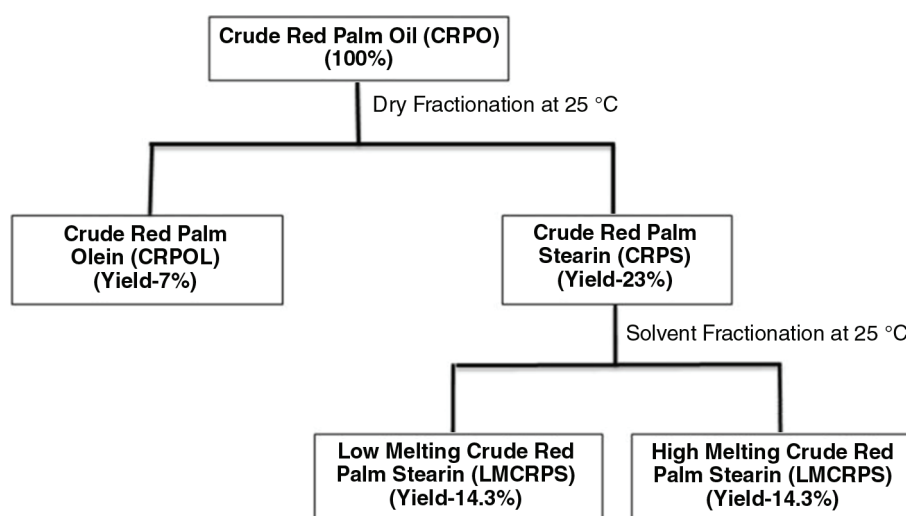 Crude Red Palm Oil (CRPO)
(100%)
Dry Fractionation at 25 °C
Crude Red Palm
Olein (CRPOL)
(Yield-7%)
Crude Red Palm
Stearin (CRPS)
(Yield-23%)
Solvent Fractionation at 25 °C
Low Melting Crude Red
Palm Stearin (LMCRPS)
(Yield-14.3%)
High Melting Crude Red
Palm Stearin (LMCRPS)
(Yield-14.3%)